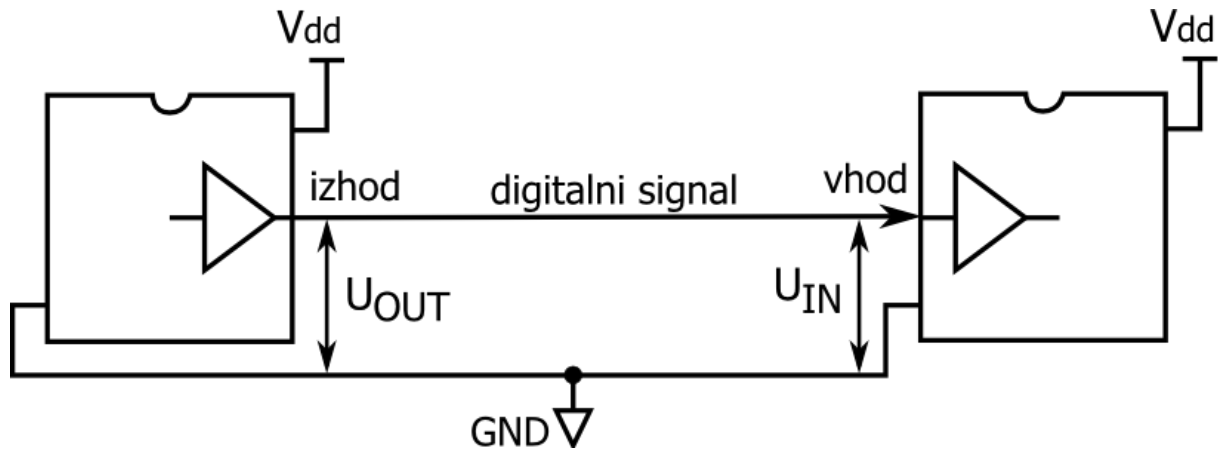 Vdd
Vdd
izhod
digitalni signal
vhod
UOUT
UIN
GND